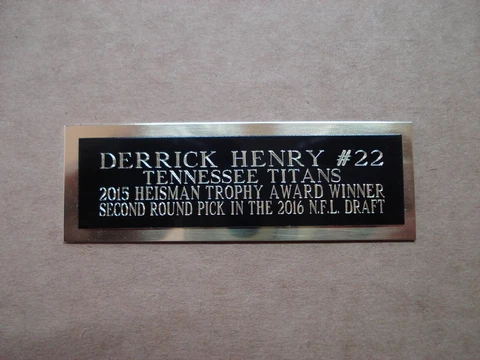 DERRICK HENRY #22
TENNESSEE TITANS
2015 HEISMAN TROPHY AWARD WINNER
SECOND ROUND PICK IN THE 2016 N.F.L. DRAFT